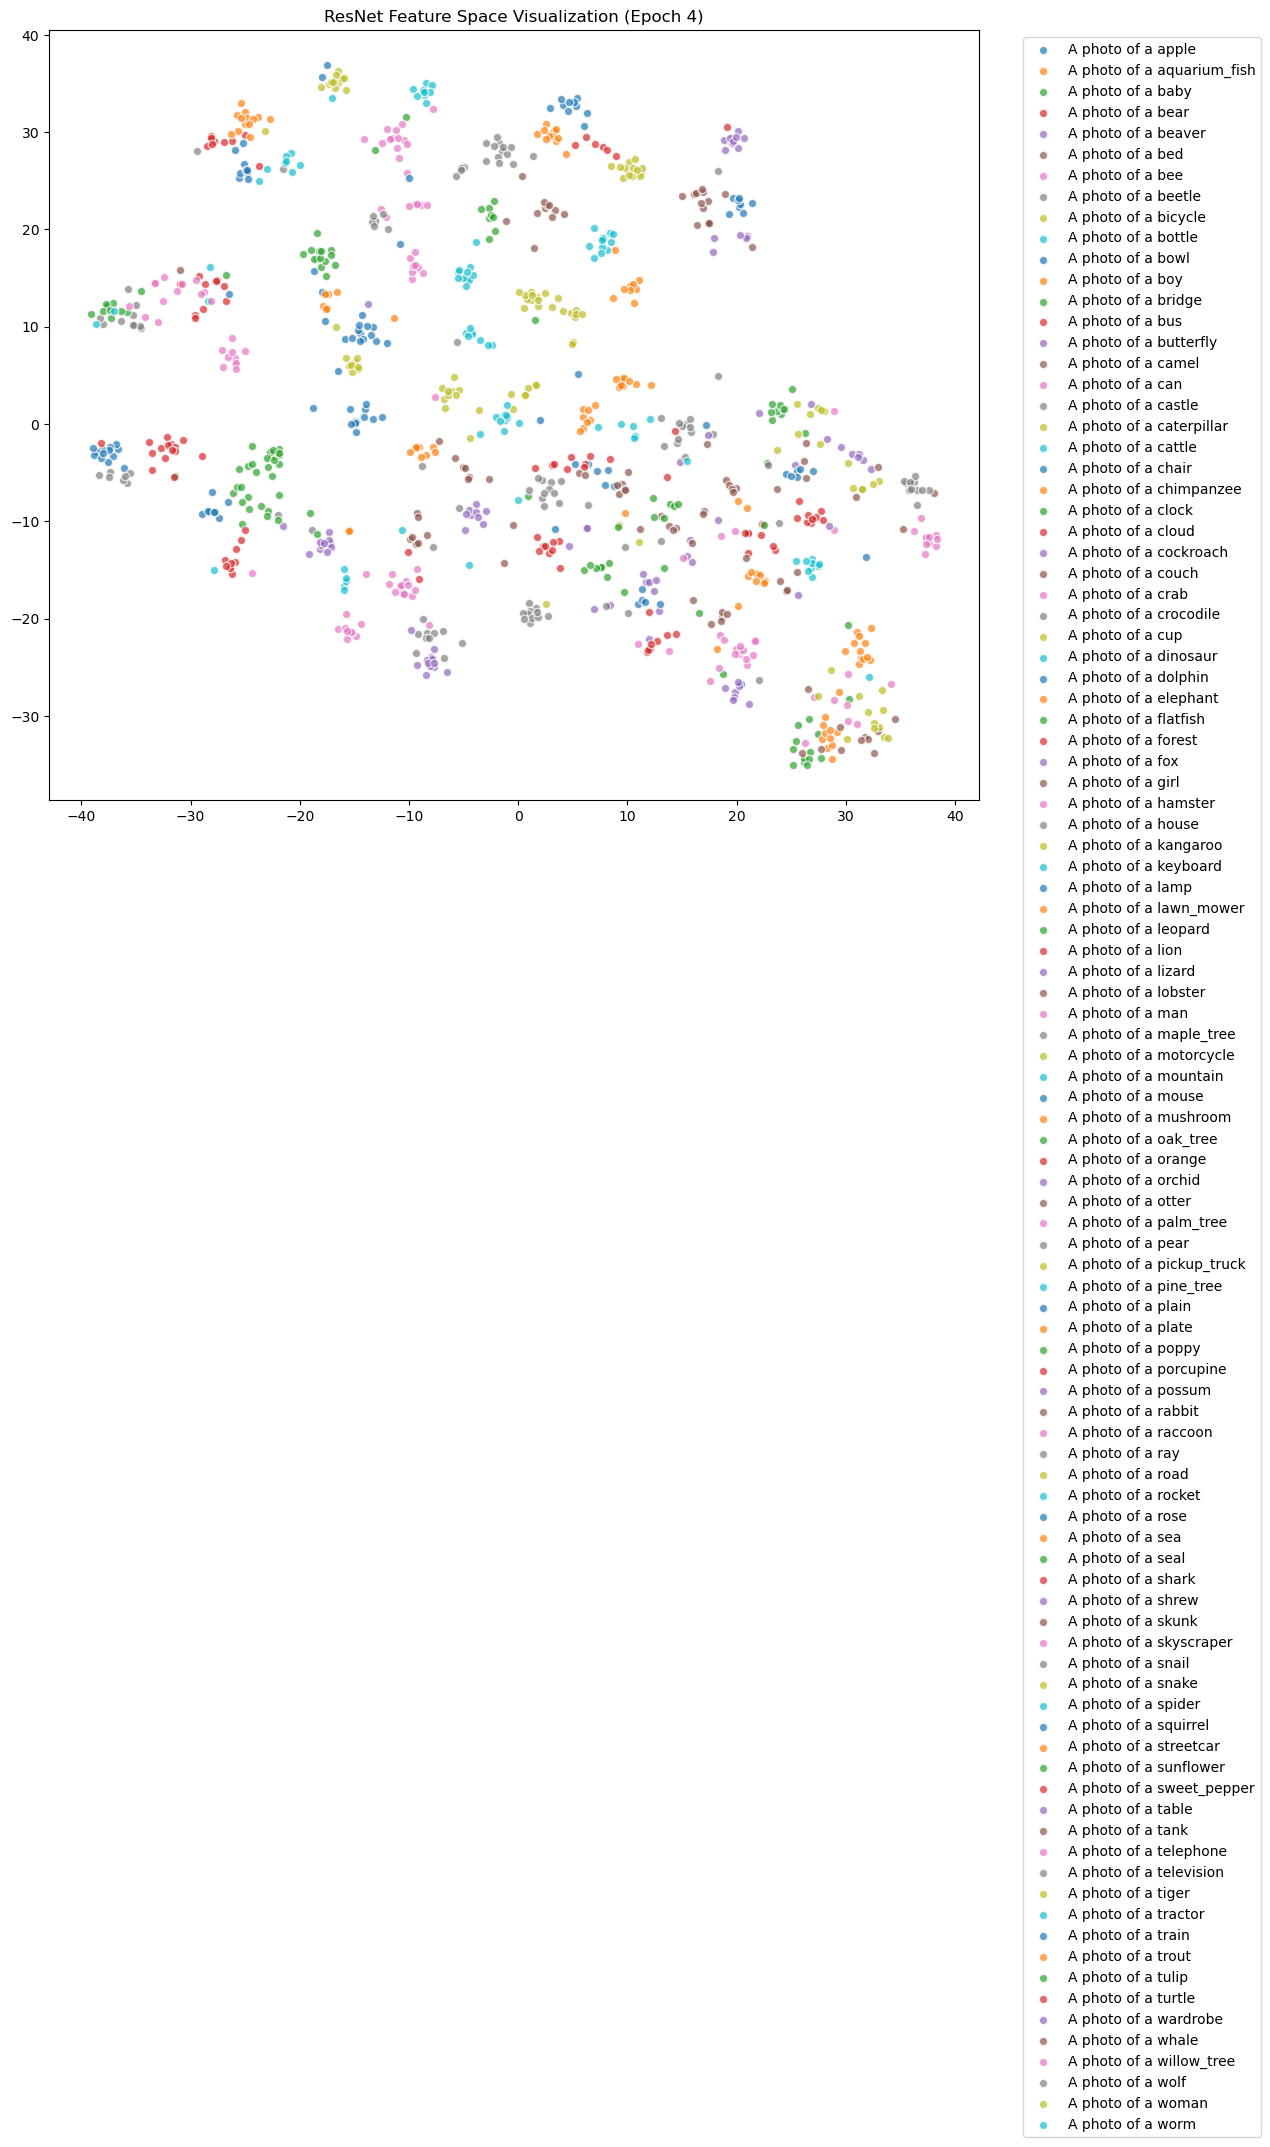 ResNet Feature Space Visualization (Epoch 4)
40
30
20
10
0
−10
−20
−30
−40
−30
−20
−10
0
10
20
30
40
A photo of a apple
A photo of a aquarium_fish
A photo of a baby
A photo of a bear
A photo of a beaver
A photo of a bed
A photo of a bee
A photo of a beetle
A photo of a bicycle
A photo of a bottle
A photo of a bowl
A photo of a boy
A photo of a bridge
A photo of a bus
A photo of a butterfly
A photo of a camel
A photo of a can
A photo of a castle
A photo of a caterpillar
A photo of a cattle
A photo of a chair
A photo of a chimpanzee
A photo of a clock
A photo of a cloud
A photo of a cockroach
A photo of a couch
A photo of a crab
A photo of a crocodile
A photo of a cup
A photo of a dinosaur
A photo of a dolphin
A photo of a elephant
A photo of a flatfish
A photo of a forest
A photo of a fox
A photo of a girl
A photo of a hamster
A photo of a house
A photo of a kangaroo
A photo of a keyboard
A photo of a lamp
A photo of a lawn_mower
A photo of a leopard
A photo of a lion
A photo of a lizard
A photo of a lobster
A photo of a man
A photo of a maple_tree
A photo of a motorcycle
A photo of a mountain
A photo of a mouse
A photo of a mushroom
A photo of a oak_tree
A photo of a orange
A photo of a orchid
A photo of a otter
A photo of a palm_tree
A photo of a pear
A photo of a pickup_truck
A photo of a pine_tree
A photo of a plain
A photo of a plate
A photo of a poppy
A photo of a porcupine
A photo of a possum
A photo of a rabbit
A photo of a raccoon
A photo of a ray
A photo of a road
A photo of a rocket
A photo of a rose
A photo of a sea
A photo of a seal
A photo of a shark
A photo of a shrew
A photo of a skunk
A photo of a skyscraper
A photo of a snail
A photo of a snake
A photo of a spider
A photo of a squirrel
A photo of a streetcar
A photo of a sunflower
A photo of a sweet_pepper
A photo of a table
A photo of a tank
A photo of a telephone
A photo of a television
A photo of a tiger
A photo of a tractor
A photo of a train
A photo of a trout
A photo of a tulip
A photo of a turtle
A photo of a wardrobe
A photo of a whale
A photo of a willow_tree
A photo of a wolf
A photo of a woman
A photo of a worm